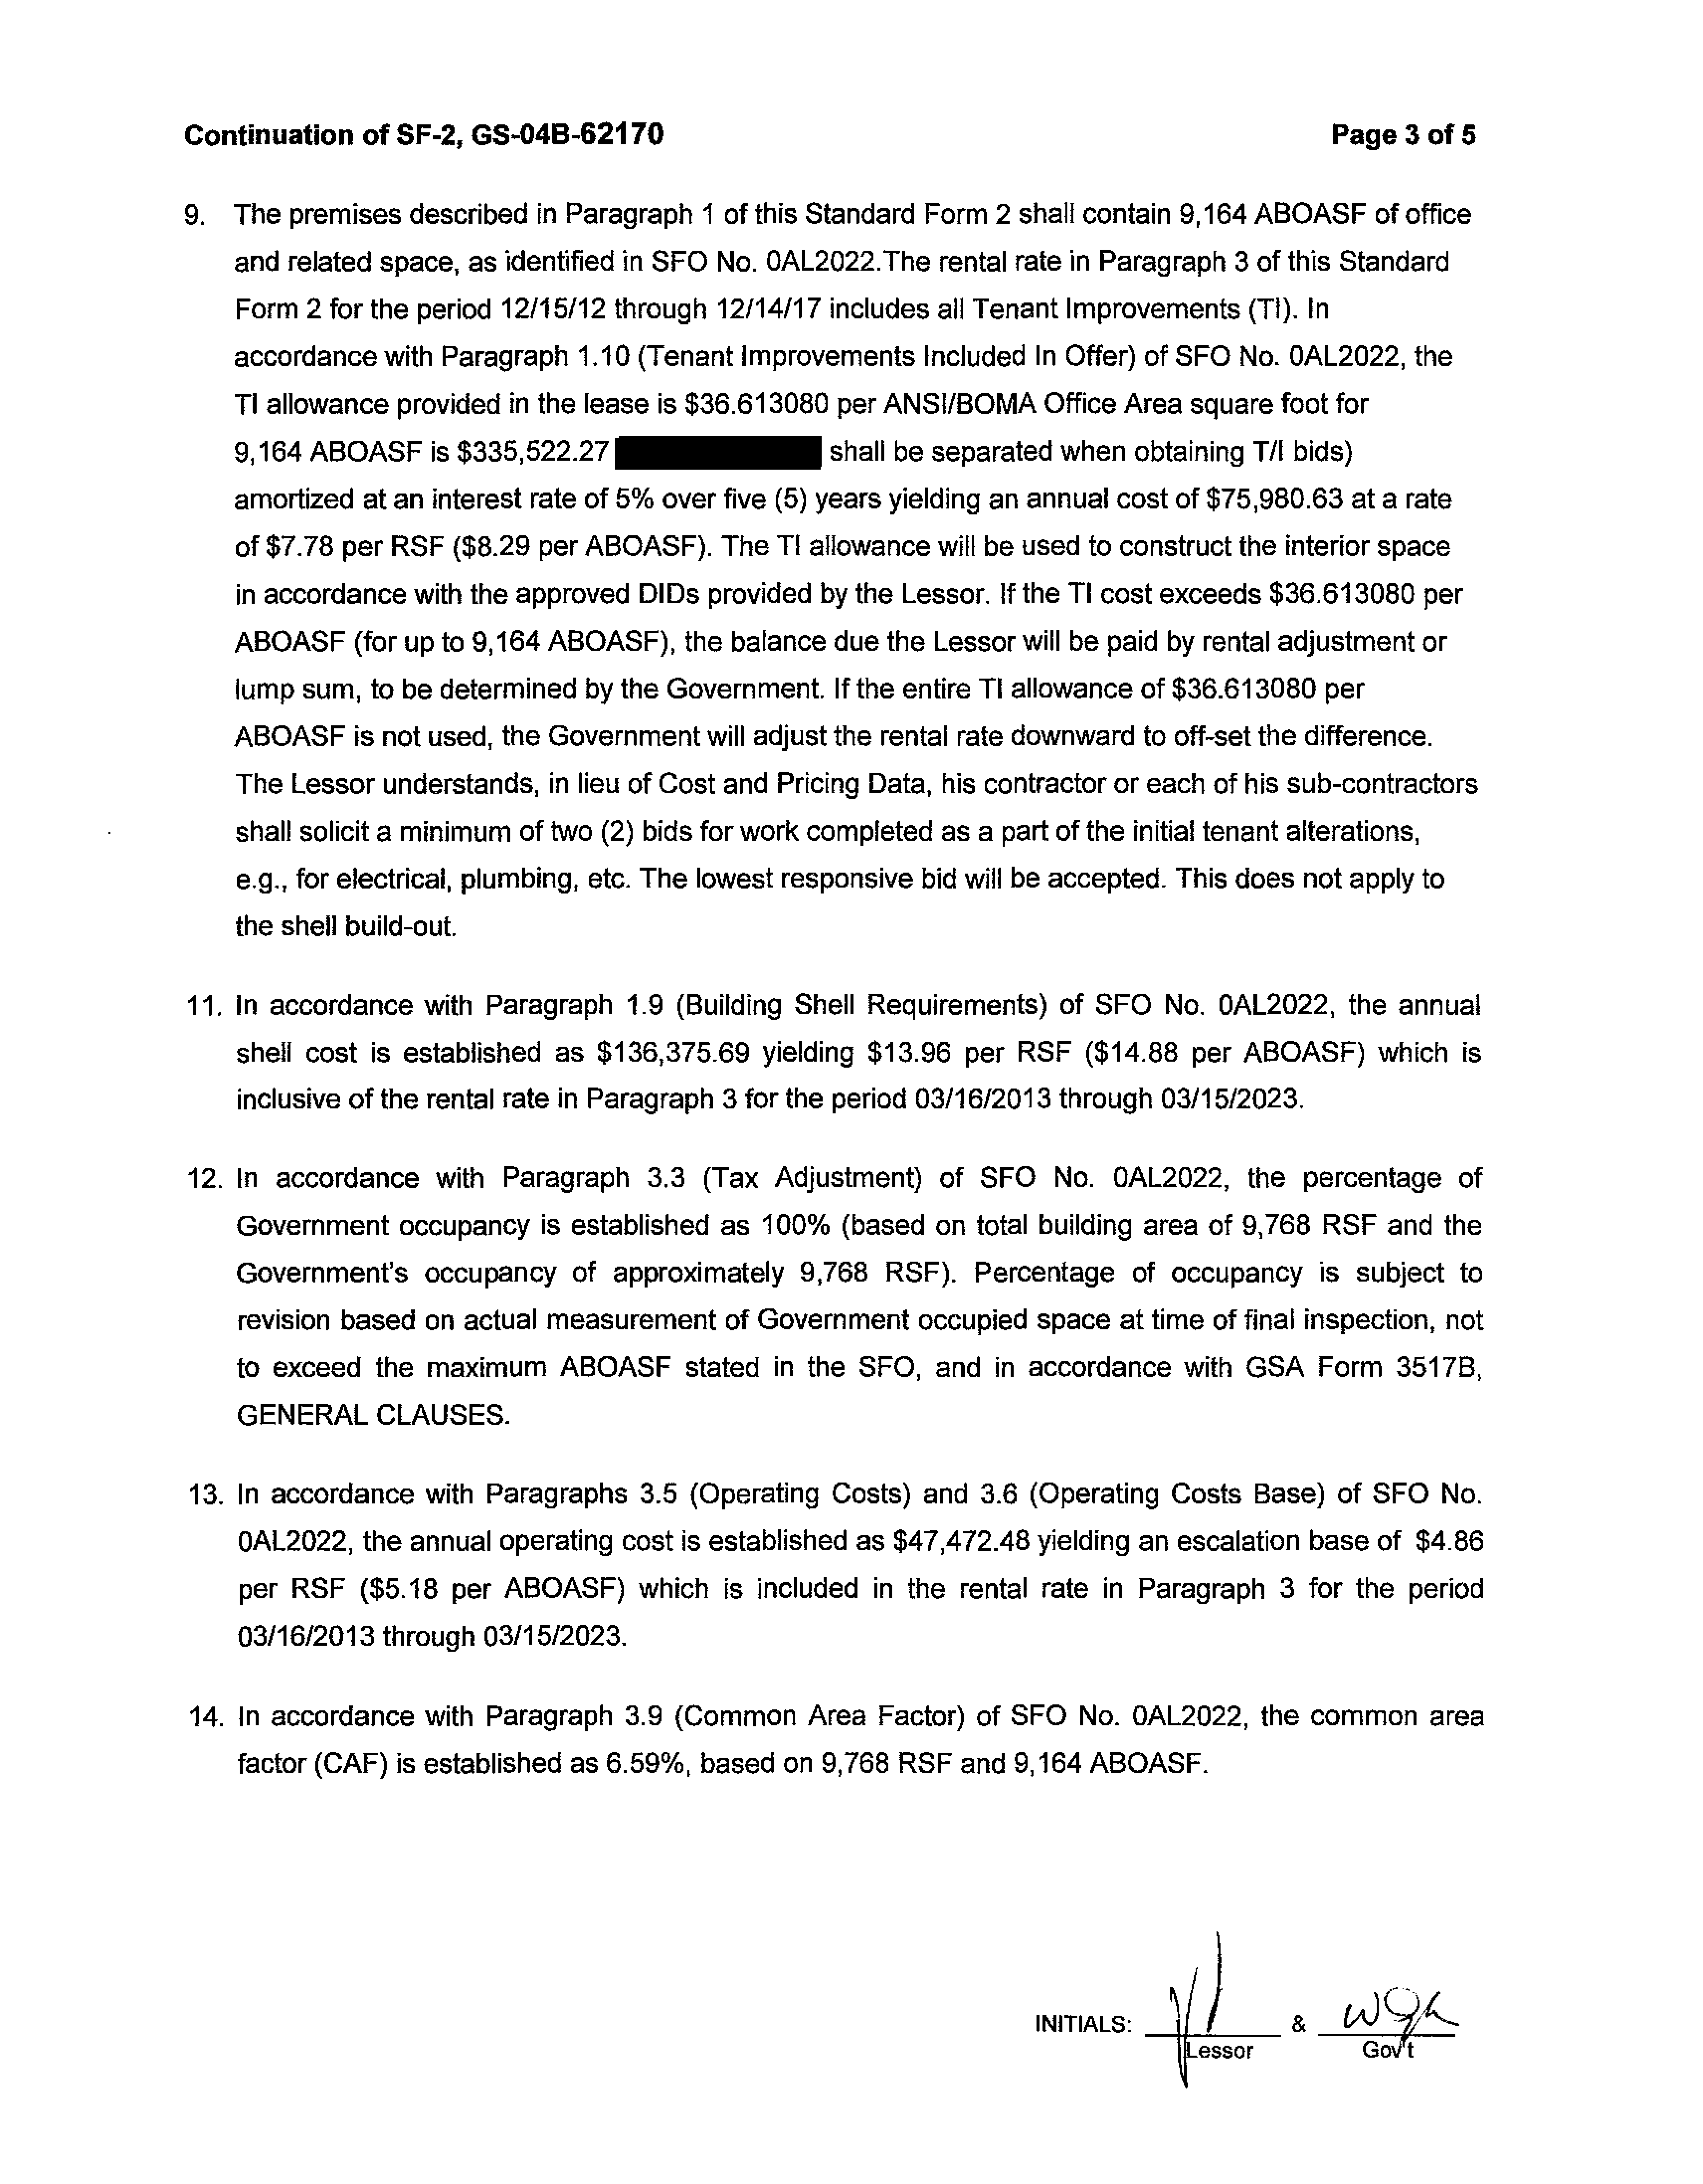 Continuation of SF-2, GS-04B-62170 Page 3 of 5
9. The premises described in Paragraph 1 of this Standard Form 2 shall contain 9,164 ABOASF of office
and related space, as identified in SFO No. 0AL2022.The rental rate in Paragraph 3 of this Standard
Form 2 for the period 12/15/12 through 12/14/17 includes all Tenant Improvements (TI). In
accordance with Paragraph 1.10 (Tenant Improvements Included In Offer) of SFO No. 0AL2022, the
TI allowance provided in the lease is $36.613080 per ANSI/BOMA Office Area square foot for
9,164 ABOASF is $335,522.27 shall be separated when obtaining T/I bids)
amortized at an interest rate of 5% over five (5) years yielding an annual cost of $75,980.63 at a rate
of $7.78 per RSF ($8.29 per ABOASF). The TI allowance will be used to construct the interior space
in accordance with the approved DIDs provided by the Lessor. If the TI cost exceeds $36.613080 per
ABOASF (for up to 9,164 ABOASF), the balance due the Lessor will be paid by rental adjustment or
lump sum, to be determined by the Government. If the entire TI allowance of $36.613080 per
ABOASF is not used, the Government will adjust the rental rate downward to off-set the difference.
The Lessor understands, in lieu of Cost and Pricing Data, his contractor or each of his sub-contractors
shall solicit a minimum of two (2) bids for work completed as a part of the initial tenant alterations,
e.g., for electrical, plumbing, etc. The lowest responsive bid will be accepted. This does not apply to
the shell build-out.
11. In accordance with Paragraph 1.9 (Building Shell Requirements) of SFO No. 0AL2022, the annual
shell cost is established as $136,375.69 yielding $13.96 per RSF ($14.88 per ABOASF) which is
inclusive of the rental rate in Paragraph 3 for the period 03/16/2013 through 03/15/2023.
12. In accordance with Paragraph 3.3 (Tax Adjustment) of SFO No. 0AL2022, the percentage of
Government occupancy is established as 100% (based on total building area of 9,768 RSF and the
Government's occupancy of approximately 9,768 RSF). Percentage of occupancy is subject to
revision based on actual measurement of Government occupied space at time of final inspection, not
to exceed the maximum ABOASF stated in the SFO, and in accordance with GSA Form 3517B,
GENERAL CLAUSES.
13. In accordance with Paragraphs 3.5 (Operating Costs) and 3.6 (Operating Costs Base) of SFO No.
0AL2022, the annual operating cost is established as $47,472.48 yielding an escalation base of $4.86
per RSF ($5.18 per ABOASF) which is included in the rental rate in Paragraph 3 for the period
03/16/2013 through 03/15/2023.
14. In accordance with Paragraph 3.9 (Common Area Factor) of SFO No. 0AL2022, the common area
factor (CAF) is established as 6.59%, based on 9,768 RSF and 9,164 ABOASF.
INITIALS: &
Lessor Gov't